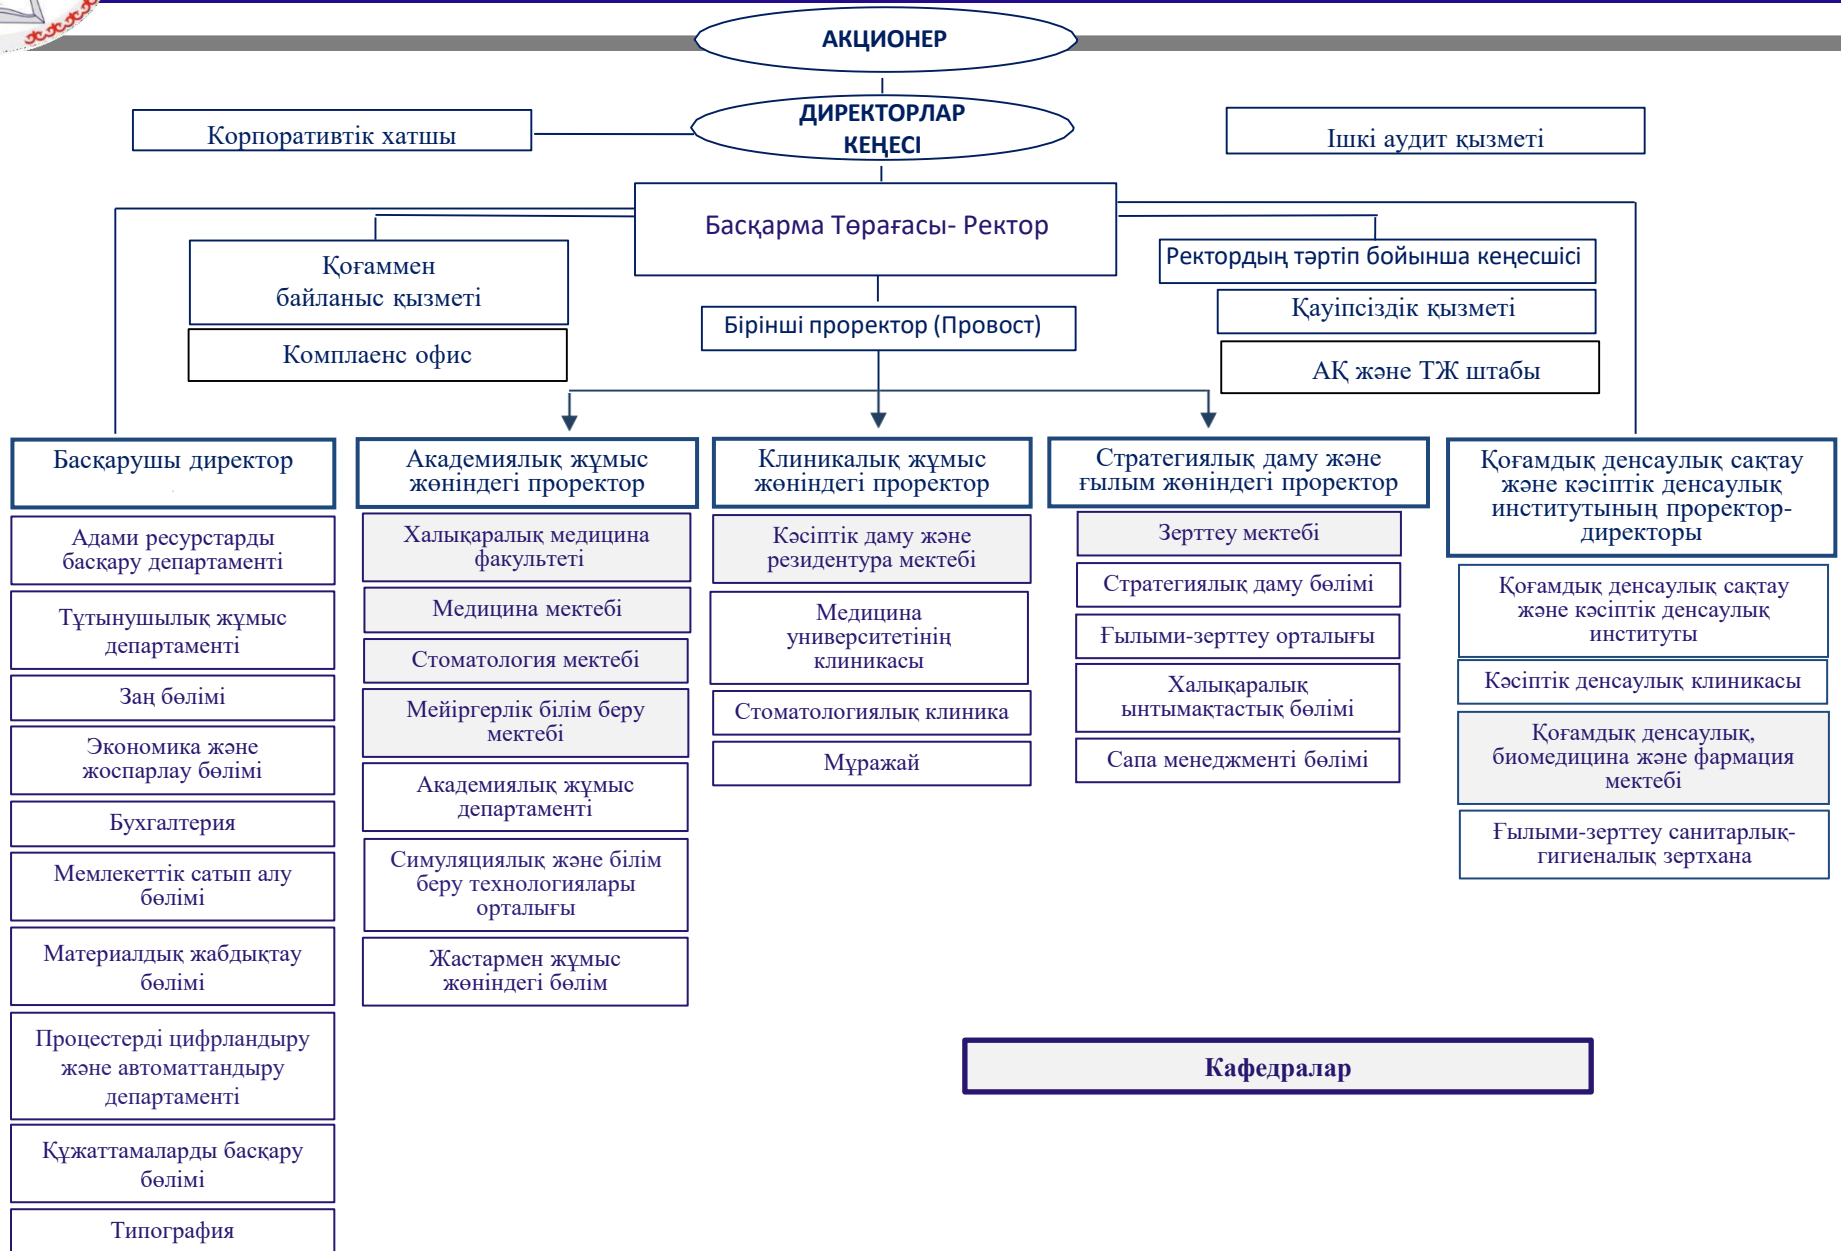 АКЦИОНЕР
ДИРЕКТОРЛАР
КЕҢЕСІ
Корпоративтік хатшы
Ішкі аудит қызметі
Басқарма Төрағасы- Ректор
Қоғаммен
байланыс қызметі
Комплаенс офис
Бірінші проректор (Провост)
Ректордың тәртіп бойынша кеңесшісі
Қауіпсіздік қызметі
АҚ және ТЖ штабы
Басқарушы директор
Адами ресурстарды
басқару департаменті
Тұтынушылық жұмыс
департаменті
Заң бөлімі
Экономика және
жоспарлау бөлімі
Бухгалтерия
Мемлекеттік сатып алу
бөлімі
Материалдық жабдықтау
бөлімі
Процестерді цифрландыру
және автоматтандыру
департаменті
Құжаттамаларды басқару
бөлімі
Типография
Академиялық жұмыс
жөніндегі проректор
Халықаралық медицина
факультеті
Медицина мектебі
Стоматология мектебі
Мейіргерлік білім беру
мектебі
Академиялық жұмыс
департаменті
Симуляциялық және білім
беру технологиялары
орталығы
Жастармен жұмыс
жөніндегі бөлім
Клиникалық жұмыс
жөніндегі проректор
Кәсіптік даму және
резидентура мектебі
Медицина
университетінің
клиникасы
Стоматологиялық клиника
Мұражай
Стратегиялық даму және
ғылым жөніндегі проректор
Зерттеу мектебі
Стратегиялық даму бөлімі
Ғылыми-зерттеу орталығы
Халықаралық
ынтымақтастық бөлімі
Сапа менеджменті бөлімі
Қоғамдық денсаулық сақтау
және кәсіптік денсаулық
институтының проректор-
директоры
Қоғамдық денсаулық сақтау
және кәсіптік денсаулық
институты
Кәсіптік денсаулық клиникасы
Қоғамдық денсаулық,
биомедицина және фармация
мектебі
Ғылыми-зерттеу санитарлық-
гигиеналық зертхана
Кафедралар